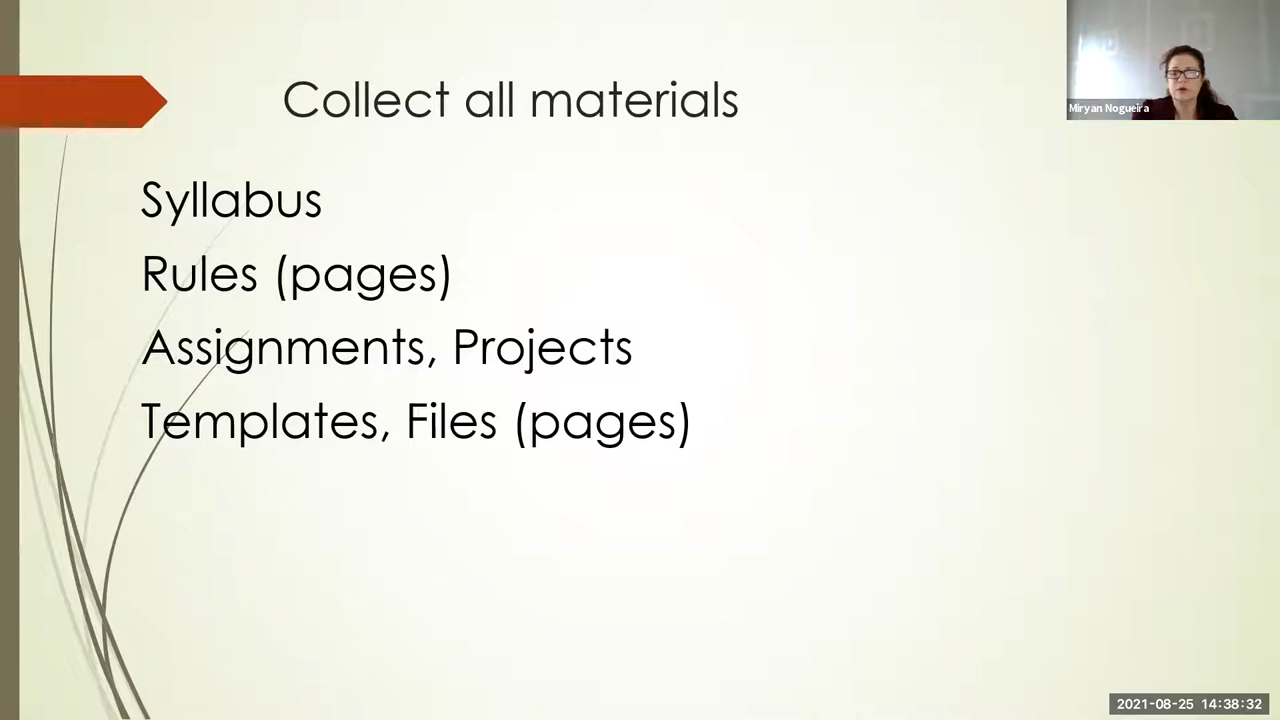 Collect all materials
Miryan Nogueira
Syllabus
Rules (pages)
Assignments, Projects
Templates, Files (pages)
2021-08-25 14:38:32